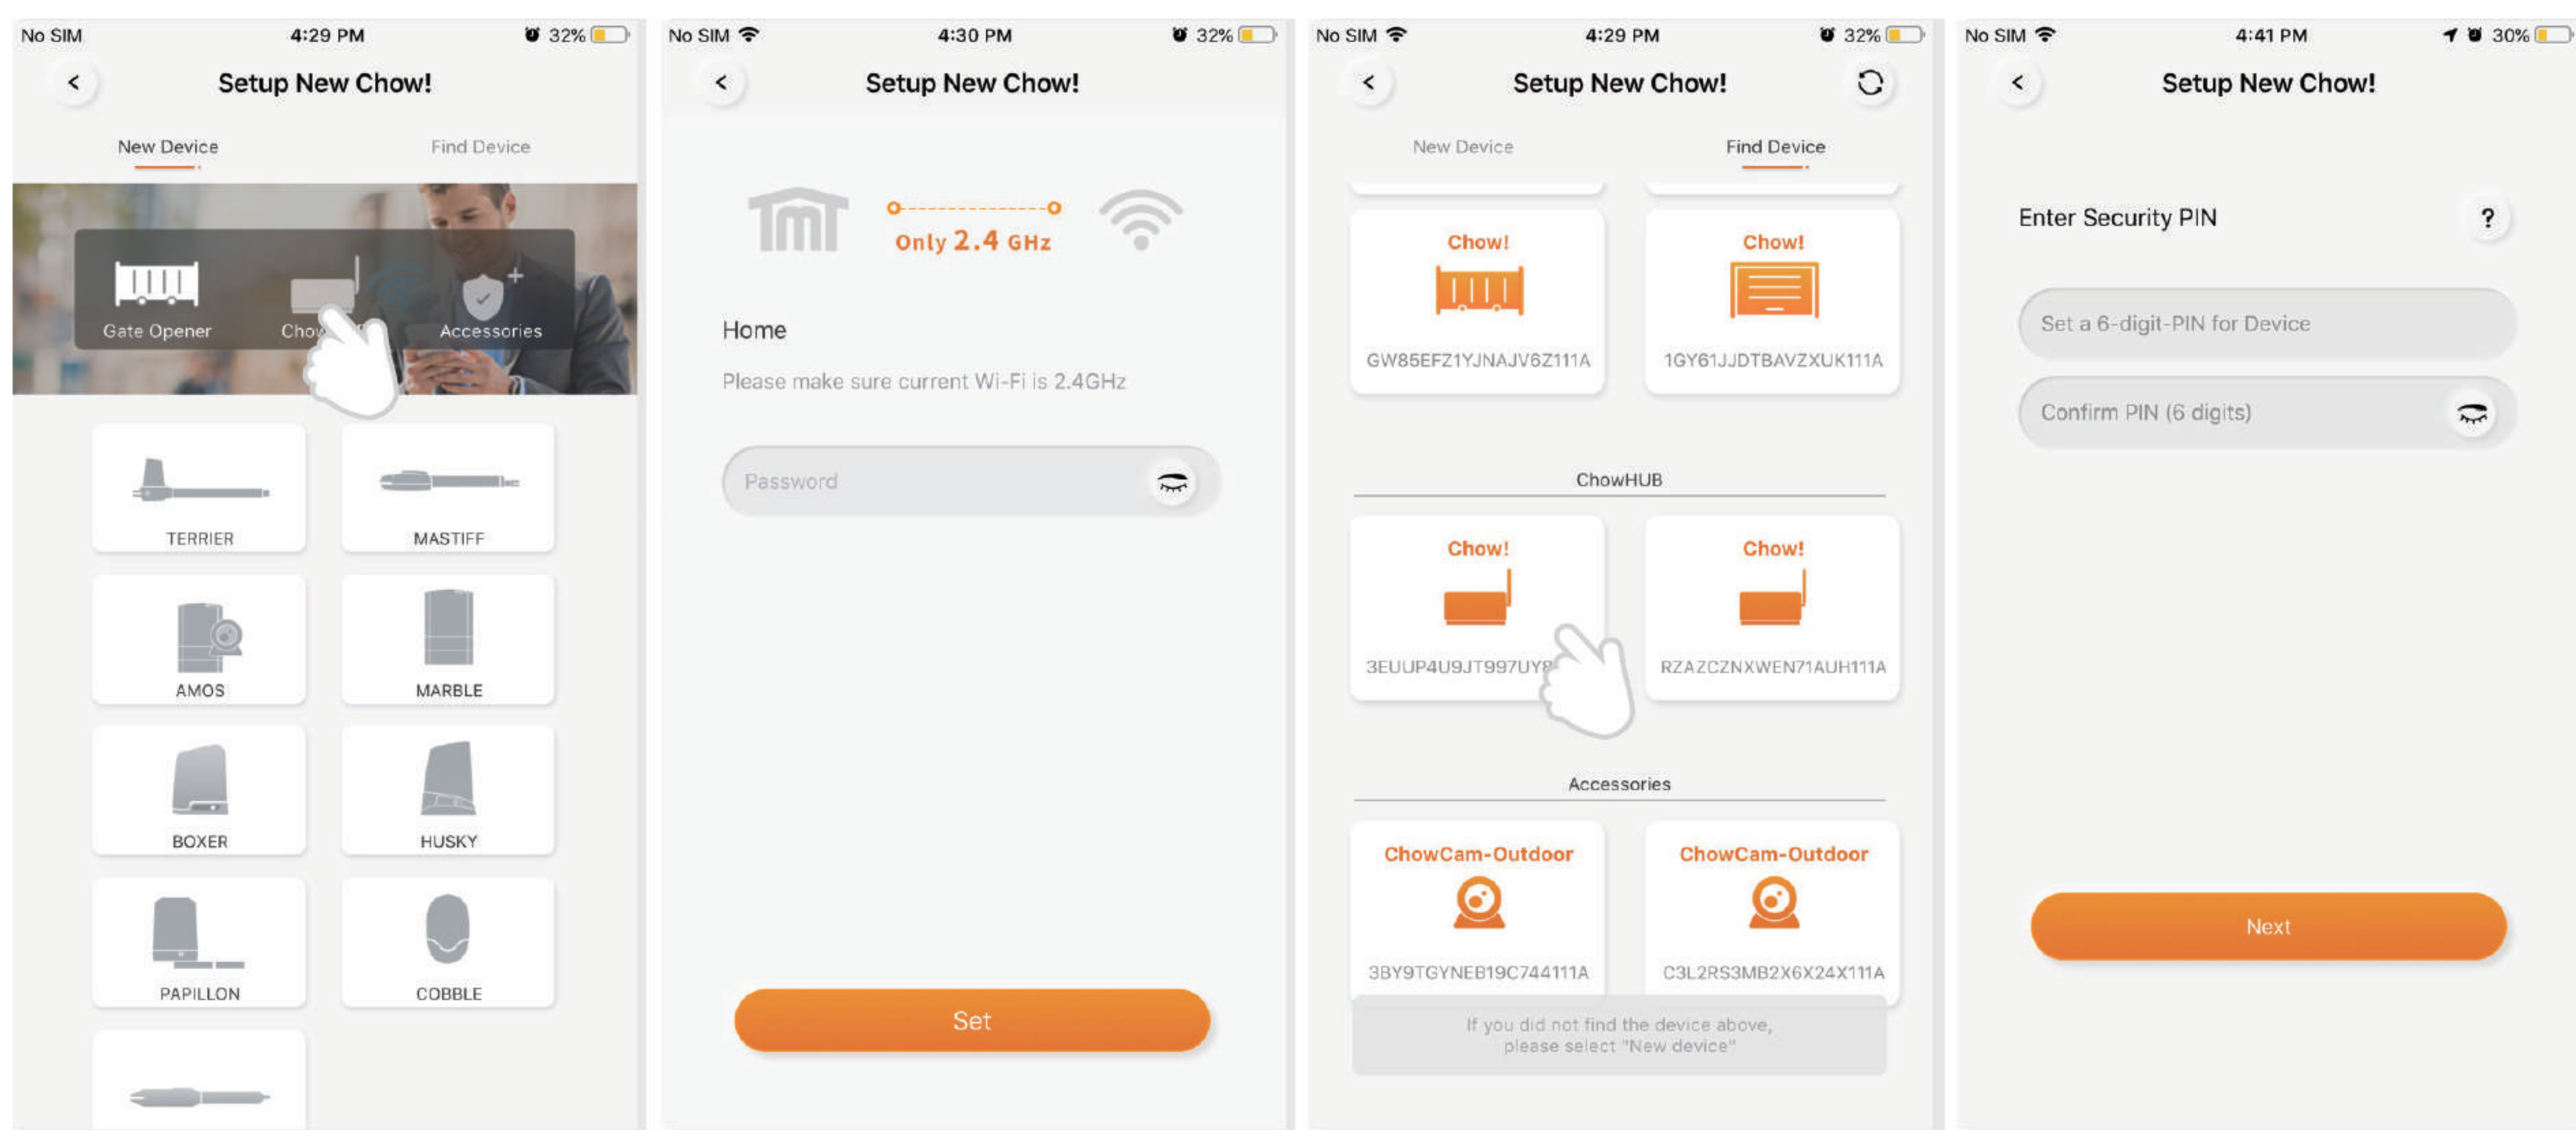 No SIM 4:29 PM 32%
Setup New Chow!
New Device Find Device
Gate Opener Accessories
TERRIER MASTIFF
AMOS MARBLE
BOXER HUSKY
PAPILLON COBBLE
No SIM 4:30 PM 32%
Setup New Chow!
Only 2.4 GHz
Home
Please make sure current Wi-Fi is 2.4GHz
Password
Set
No SIM 4:29 PM 32%
Setup New Chow!
New Device Find Device
Chow! Chow!
GW85EFZ1YJNAJV6Z111A 1GY61JJDTBAVZXUK111A
ChowHUB
Chow! Chow!
3EUUP4U9JT997UY8 RZAZCZNXWEN71AUH111A
Accessories
ChowCam-Outdoor ChowCam-Outdoor
3BY9TGYNEB19C744111A C3L2RS3MB2X6X24X111A
If you did not find the device above,
please select "New device"
No SIM 4:41 PM 30%
Setup New Chow!
Enter Security PIN ?
Set a 6-digit-PIN for Device
Confirm PIN (6 digits)
Next